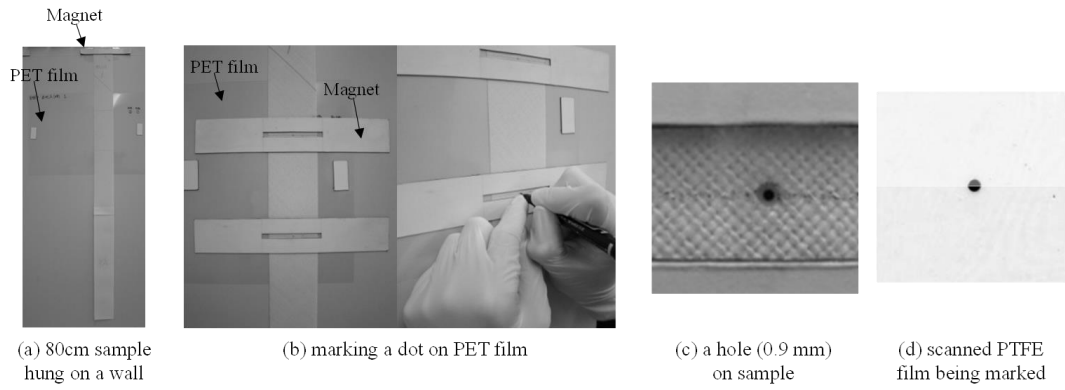 Magnet
PET film
PET film
Magnet
(a) 80cm sample
hung on a wall
(b) marking a dot on PET film
(c) a hole (0.9 mm)
on sample
(d) scanned PTFE
film being marked